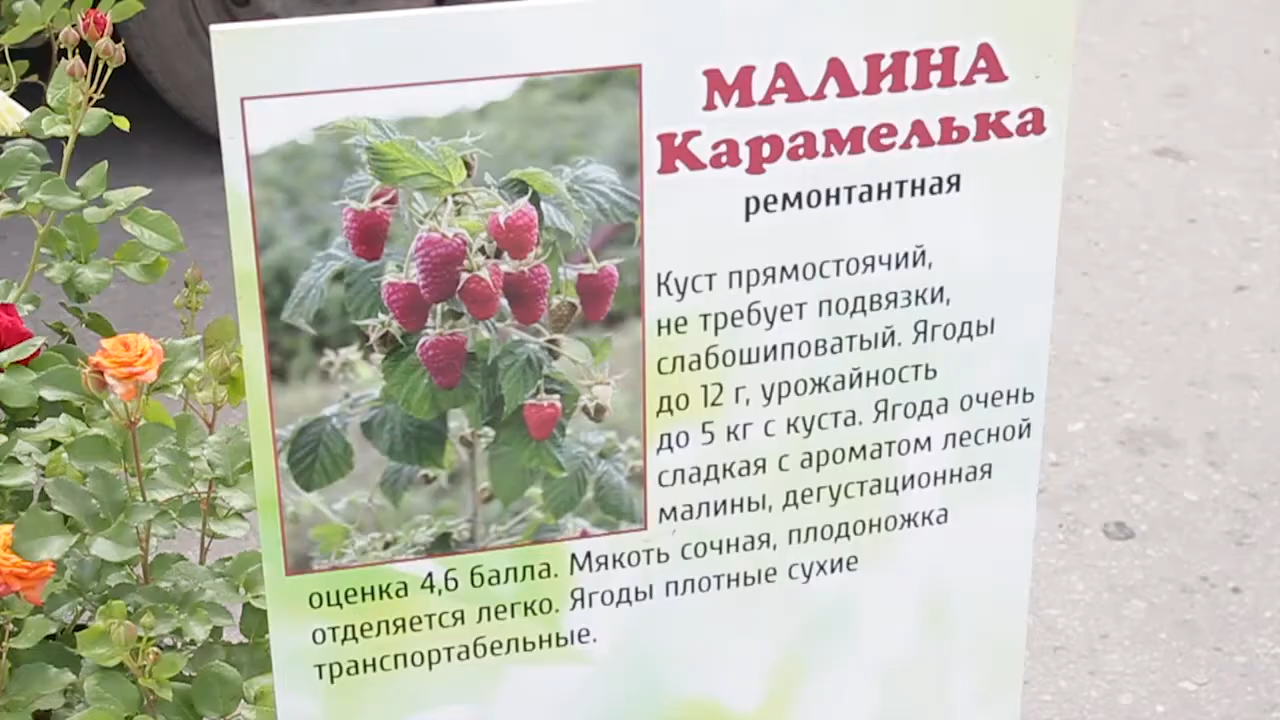 МАЛИНА
Карамелька
ремонтантная
Куст прямостоячий,
не требует подвязки,
слабошиповатый. Ягоды
до 12 г, урожайность
до 5 кг с куста. Ягода очень
сладкая с ароматом лесной
малины, дегустационная
оценка 4,6 балла. Мякоть сочная, плодоножка
отделяется легко. Ягоды плотные сухие
транспортабельные.